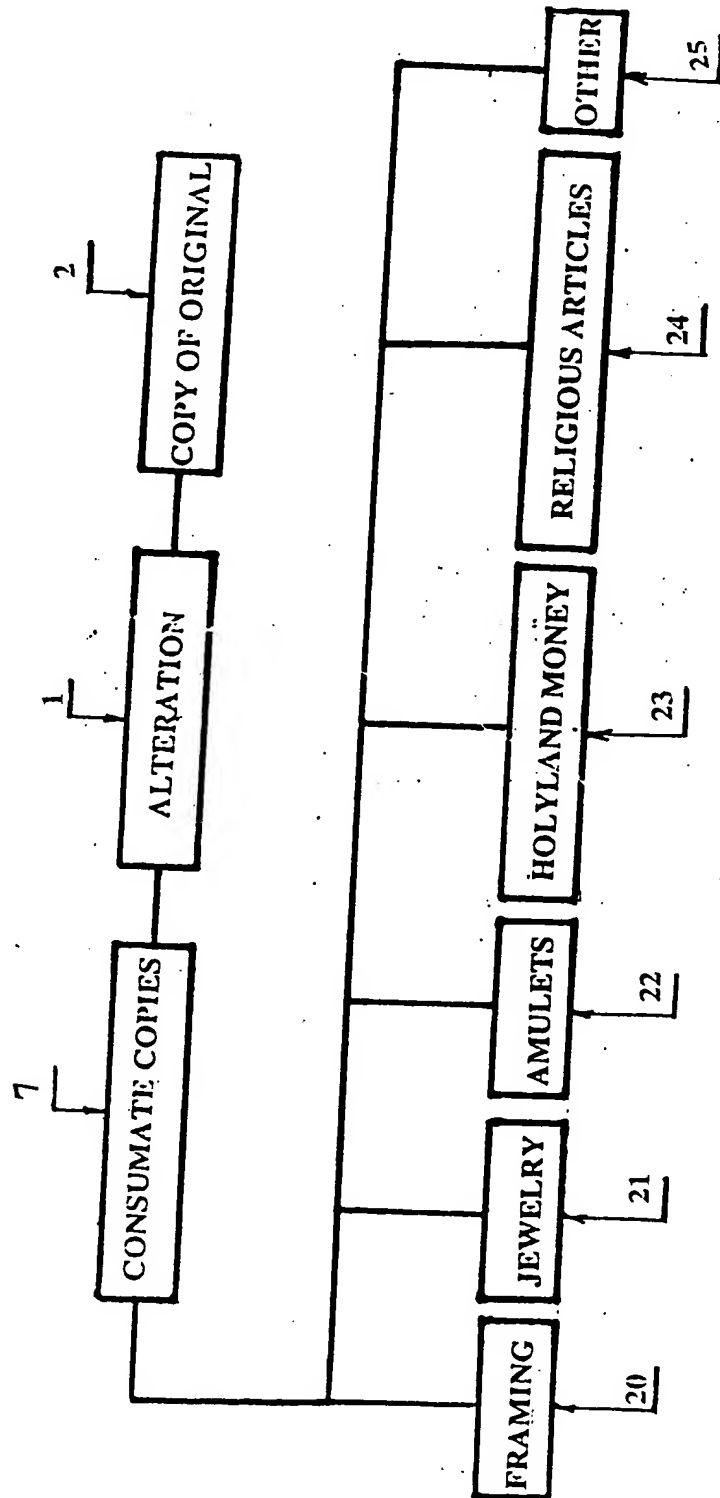 7
CONSUMATE COPIES
1
ALTERATION
2
COPY OF ORIGINAL
FRAMING
20
JEWELRY
21
AMULETS
22
HOLYLAND MONEY
23
RELIGIOUS ARTICLES
24
OTHER
25